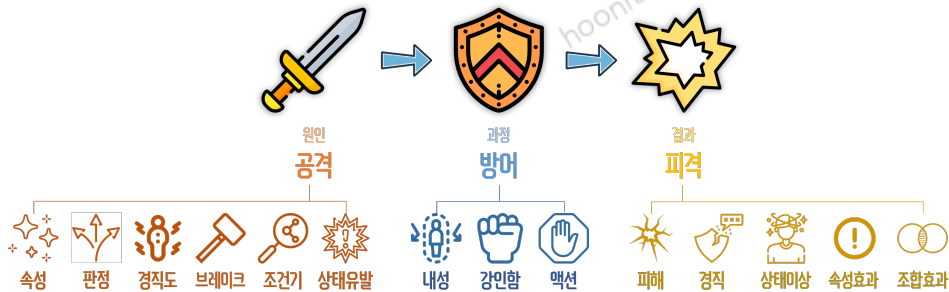 원인
공격
과정
방어
결과
피격
속성
판정
경직도
브레이크
조건기
상태유발
내성
강인함
액션
피해
경직
상태이상
속성효과
조합효과